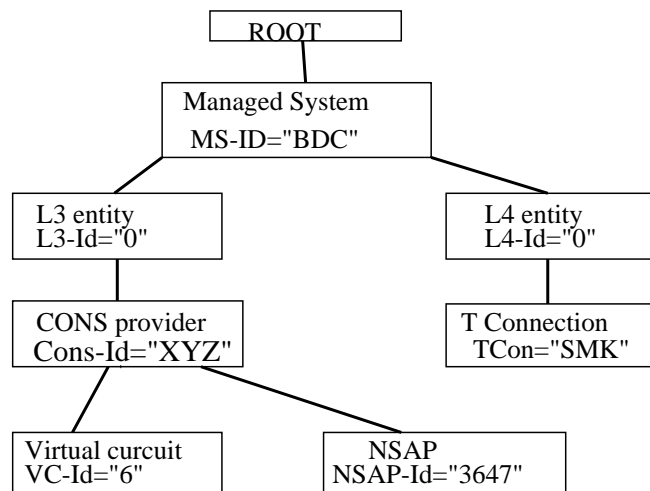 ROOT
Managed System
MS-ID="BDC"
L3 entity
L3-Id="0"
L4 entity
L4-Id="0"
CONS provider
Cons-Id="XYZ"
T Connection
TCon="SMK"
Virtual curcuit
VC-Id="6"
NSAP
NSAP-Id="3647"